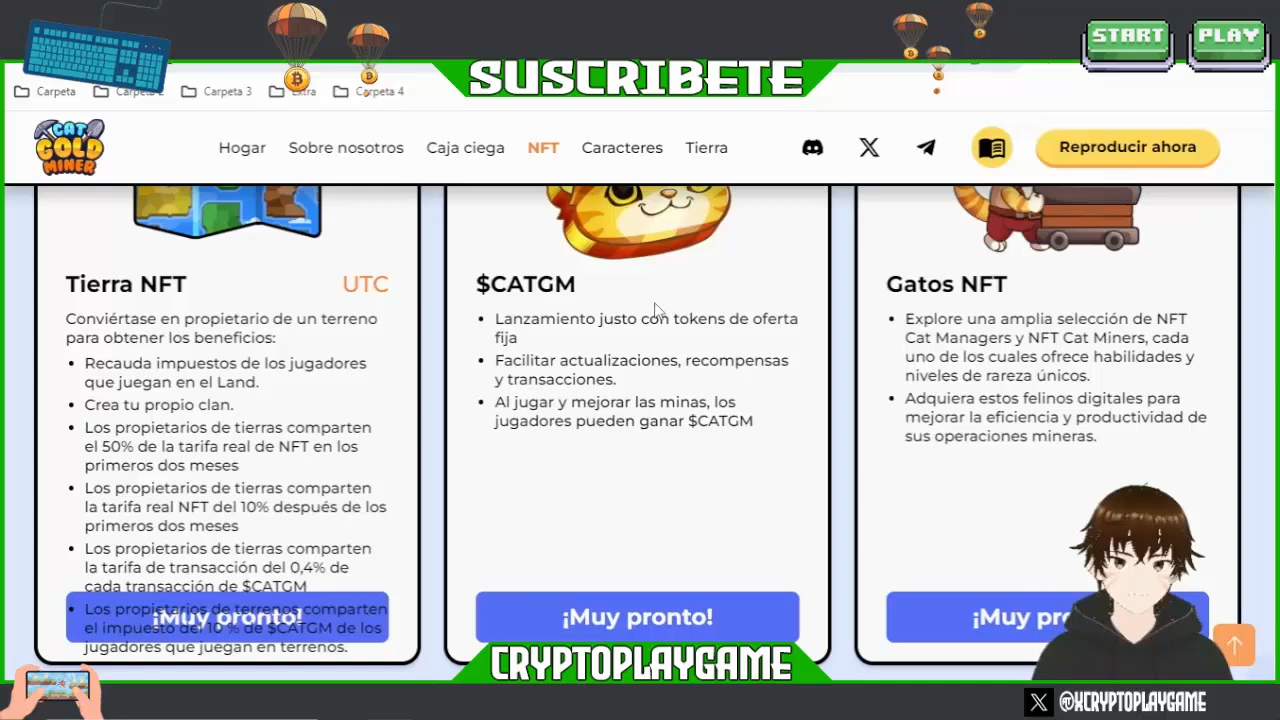 START PLAY
SUSCRIBETE
Carpeta Carpeta 2 Carpeta 3 Extra Carpeta 4
CAT
GOLD
MINER
Hogar Sobre nosotros Caja ciega NFT Caracteres Tierra Reproducir ahora
Tierra NFT UTC
Conviértase en propietario de un terreno
para obtener los beneficios:
• Recauda impuestos de los jugadores
que juegan en el Land.
• Crea tu propio clan.
• Los propietarios de tierras comparten
el 50% de la tarifa real de NFT en los
primeros dos meses
• Los propietarios de tierras comparten
la tarifa real NFT del 10% después de los
primeros dos meses
• Los propietarios de tierras comparten
la tarifa de transacción del 0,4% de
cada transacción de $CATGM
• Los propietarios de terrenos comparten
el impuesto del 10 % de $CATGM de los
jugadores que juegan en terrenos.
¡Muy pronto!
$CATGM
• Lanzamiento justo con tokens de oferta
fija
• Facilitar actualizaciones, recompensas
y transacciones.
• Al jugar y mejorar las minas, los
jugadores pueden ganar $CATGM
¡Muy pronto!
Gatos NFT
• Explore una amplia selección de NFT
Cat Managers y NFT Cat Miners, cada
uno de los cuales ofrece habilidades y
niveles de rareza únicos.
• Adquiera estos felinos digitales para
mejorar la eficiencia y productividad de
sus operaciones mineras.
¡Muy pro
CRYPTOPLAYGAME
@XCRYPTOPLAYGAME